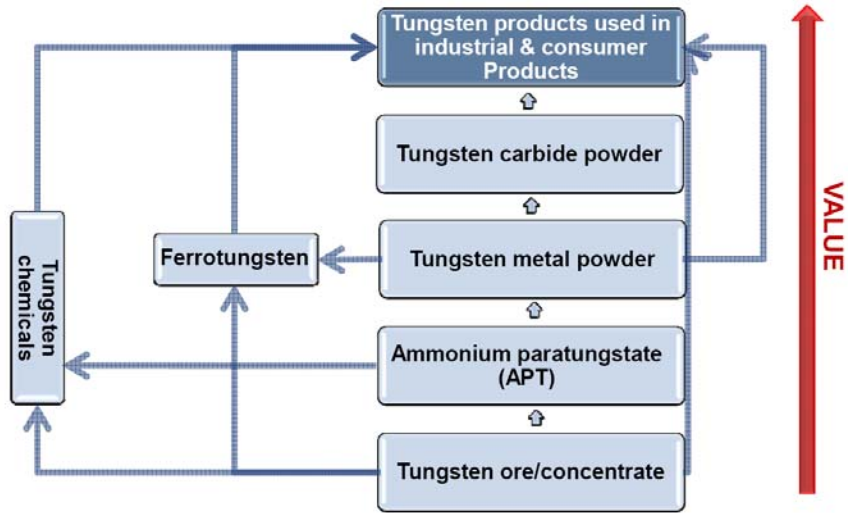 Tungsten products used in
industrial & consumer
Products
Tungsten carbide powder
Tungsten metal powder
Ferrotungsten
Tungsten
chemicals
Ammonium paratungstate
(APT)
Tungsten ore/concentrate
VALUE